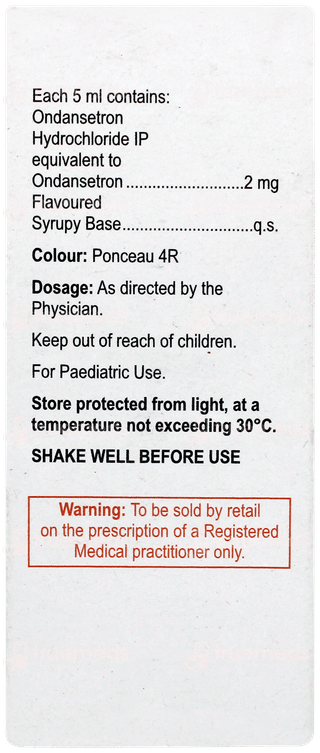 Each 5 ml contains:
Ondansetron
Hydrochloride IP
equivalent to
Ondansetron...........................2 mg
Flavoured
Syrupy Base..............................q.s.
Colour: Ponceau 4R
Dosage: As directed by the
Physician.
Keep out of reach of children.
For Paediatric Use.
Store protected from light, at a
temperature not exceeding 30°C.
SHAKE WELL BEFORE USE
Warning: To be sold by retail
on the prescription of a Registered
Medical practitioner only.